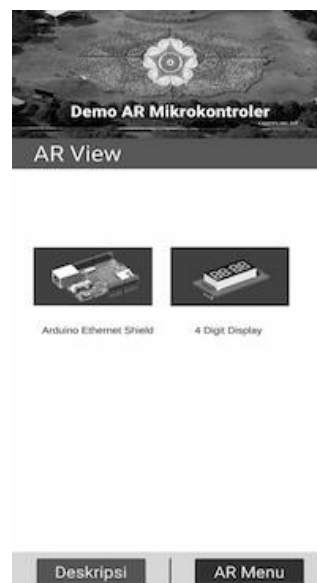 Demo AR Mikrokontroler
AR View
Arduino Ethernet Shield
4 Digit Display
Deskripsi
AR Menu